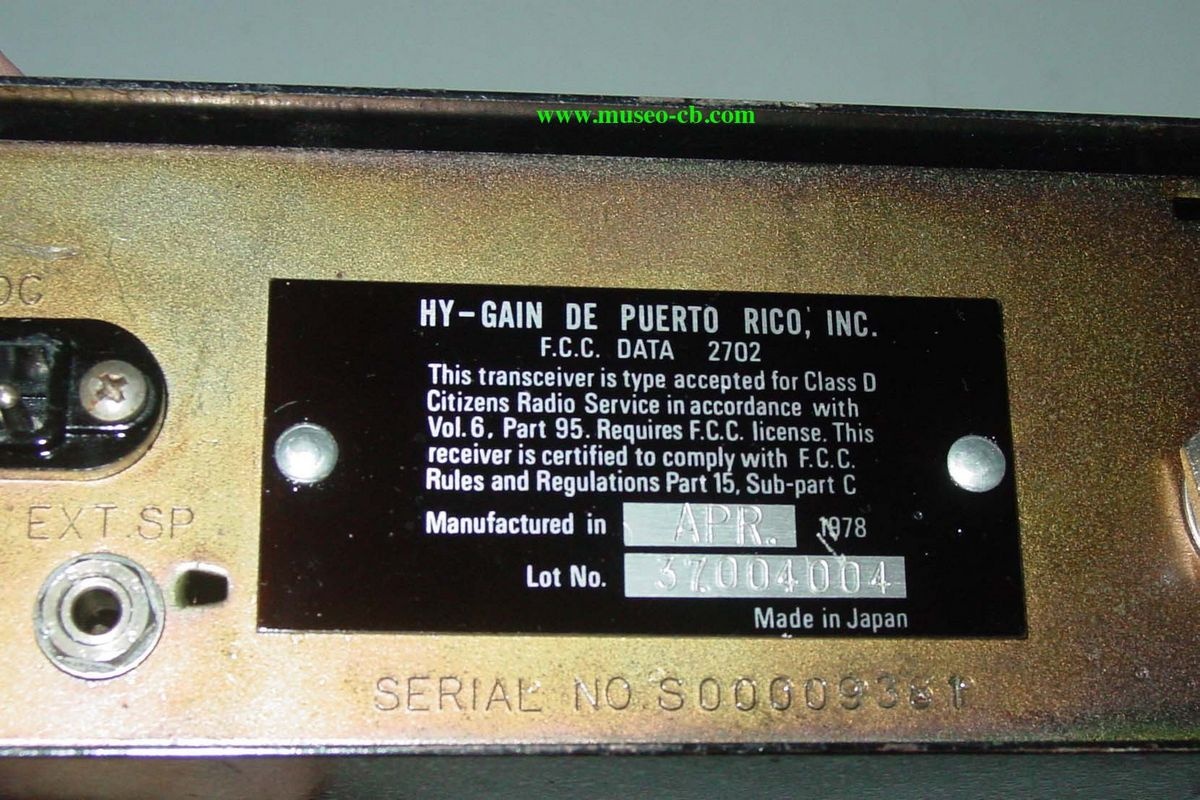 www.museo-cb.com
DC
HY-GAIN DE PUERTO RICO, INC.
F.C.C. DATA 2702
This transceiver is type accepted for Class D
Citizens Radio Service in accordance with
Vol. 6, Part 95. Requires F.C.C. license. This
receiver is certified to comply with F.C.C.
Rules and Regulations Part 15, Sub-part C
EXT. SP
Manufactured in APR. 1978
Lot No. 37004004
Made in Japan
SERIAL NO.